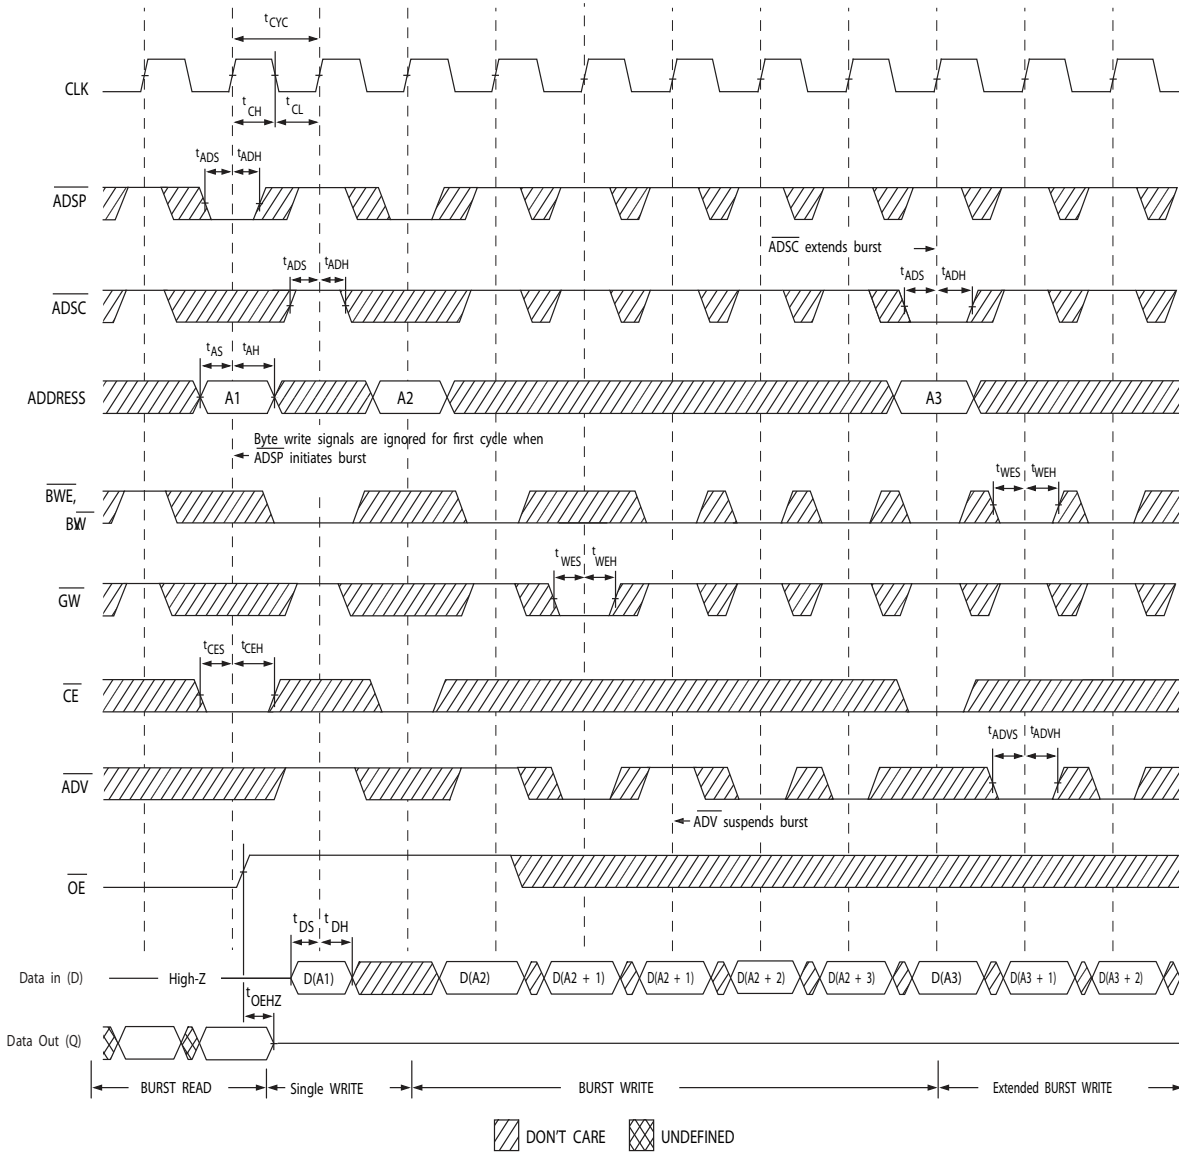 tCYC
CLK
tCH
tCL
tADS tADH
ADSP
ADSC extends burst
tADS tADH
tADS tADH
ADSC
tAS tAH
ADDRESS
A1
A2
A3
Byte write signals are ignored for first cycle when
ADSP initiates burst
tWES tWEH
BWE,
BW
tWES tWEH
GW
tCES tCEH
CE
tADVS tADVH
ADV
ADV suspends burst
OE
tDS tDH
Data in (D)
High-Z
D(A1)
D(A2)
D(A2 + 1)
D(A2 + 1)
D(A2 + 2)
D(A2 + 3)
D(A3)
D(A3 + 1)
D(A3 + 2)
tOEHZ
Data Out (Q)
BURST READ
Single WRITE
BURST WRITE
Extended BURST WRITE
DON'T CARE
UNDEFINED